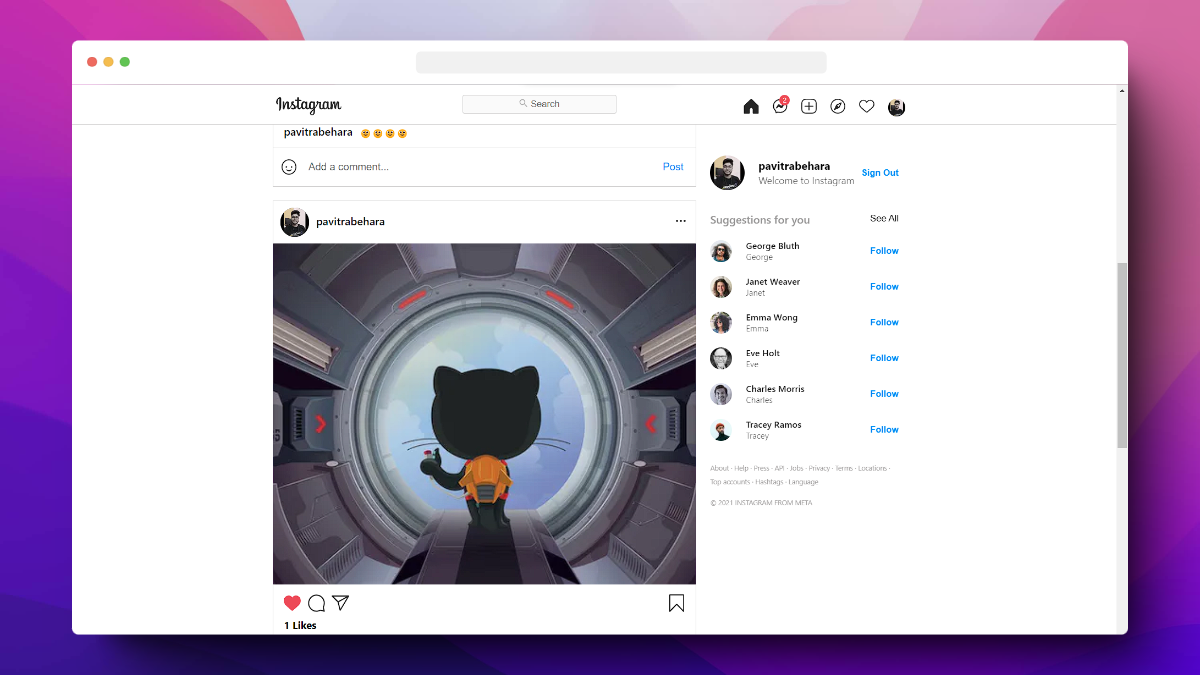 Instagram
Search
2
pavitrabehara 😊😊😊😊
Add a comment... Post
pavitrabehara
1 Likes
pavitrabehara
Welcome to Instagram
Sign Out
Suggestions for you
See All
George Bluth
George
Follow
Janet Weaver
Janet
Follow
Emma Wong
Emma
Follow
Eve Holt
Eve
Follow
Charles Morris
Charles
Follow
Tracey Ramos
Tracey
Follow
About · Help · Press · API · Jobs · Privacy · Terms · Locations ·
Top accounts · Hashtags · Language
© 2021 INSTAGRAM FROM META